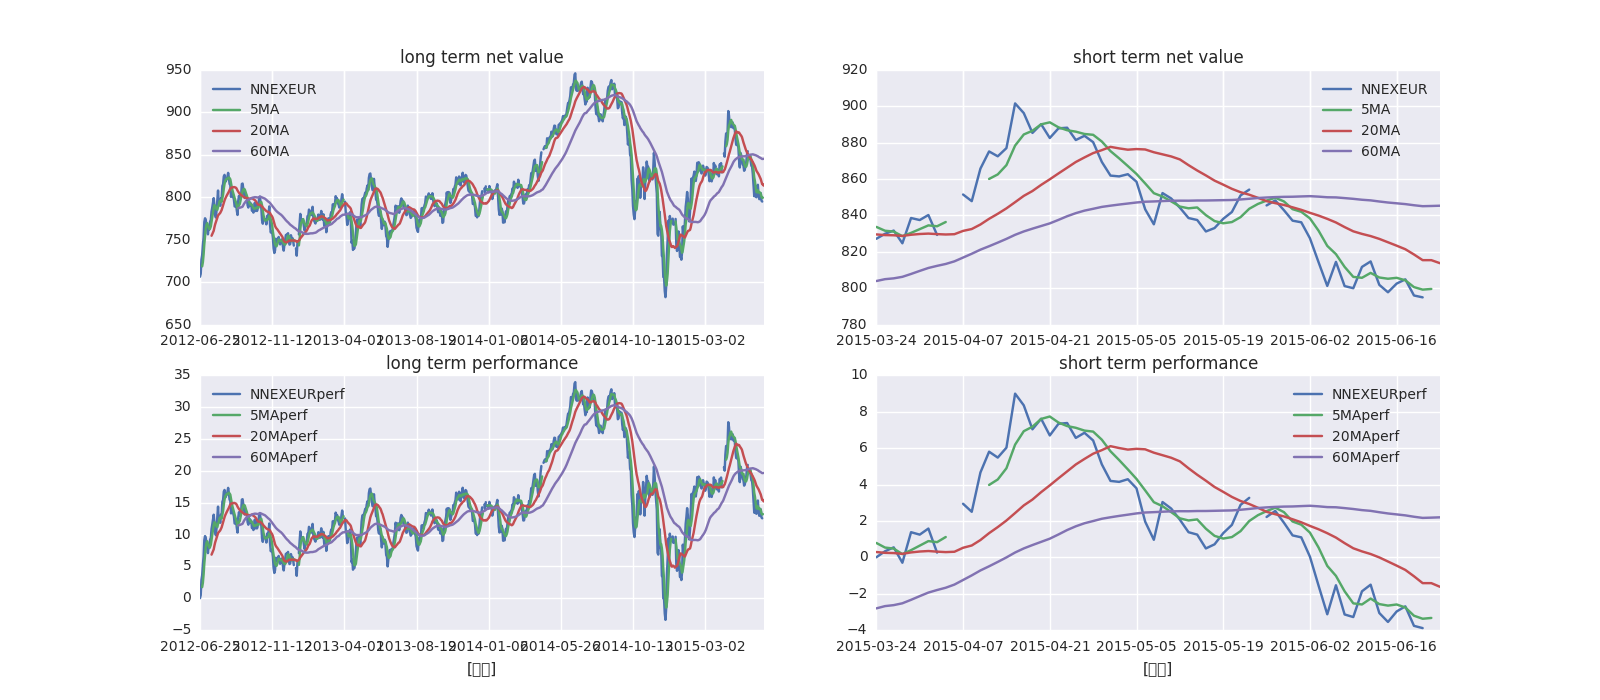 long term net value
950
900
850
800
750
700
650
NNEXEUR
5MA
20MA
60MA
2012-06-25 2012-11-12 2013-04-01 2013-08-19 2014-01-06 2014-05-26 2014-10-13 2015-03-02
short term net value
920
900
880
860
840
820
800
780
NNEXEUR
5MA
20MA
60MA
2015-03-24 2015-04-07 2015-04-21 2015-05-05 2015-05-19 2015-06-02 2015-06-16
long term performance
35
30
25
20
15
10
5
0
−5
NNEXEURperf
5MAperf
20MAperf
60MAperf
2012-06-25 2012-11-12 2013-04-01 2013-08-19 2014-01-06 2014-05-26 2014-10-13 2015-03-02
short term performance
10
8
6
4
2
0
−2
−4
NNEXEURperf
5MAperf
20MAperf
60MAperf
2015-03-24 2015-04-07 2015-04-21 2015-05-05 2015-05-19 2015-06-02 2015-06-16